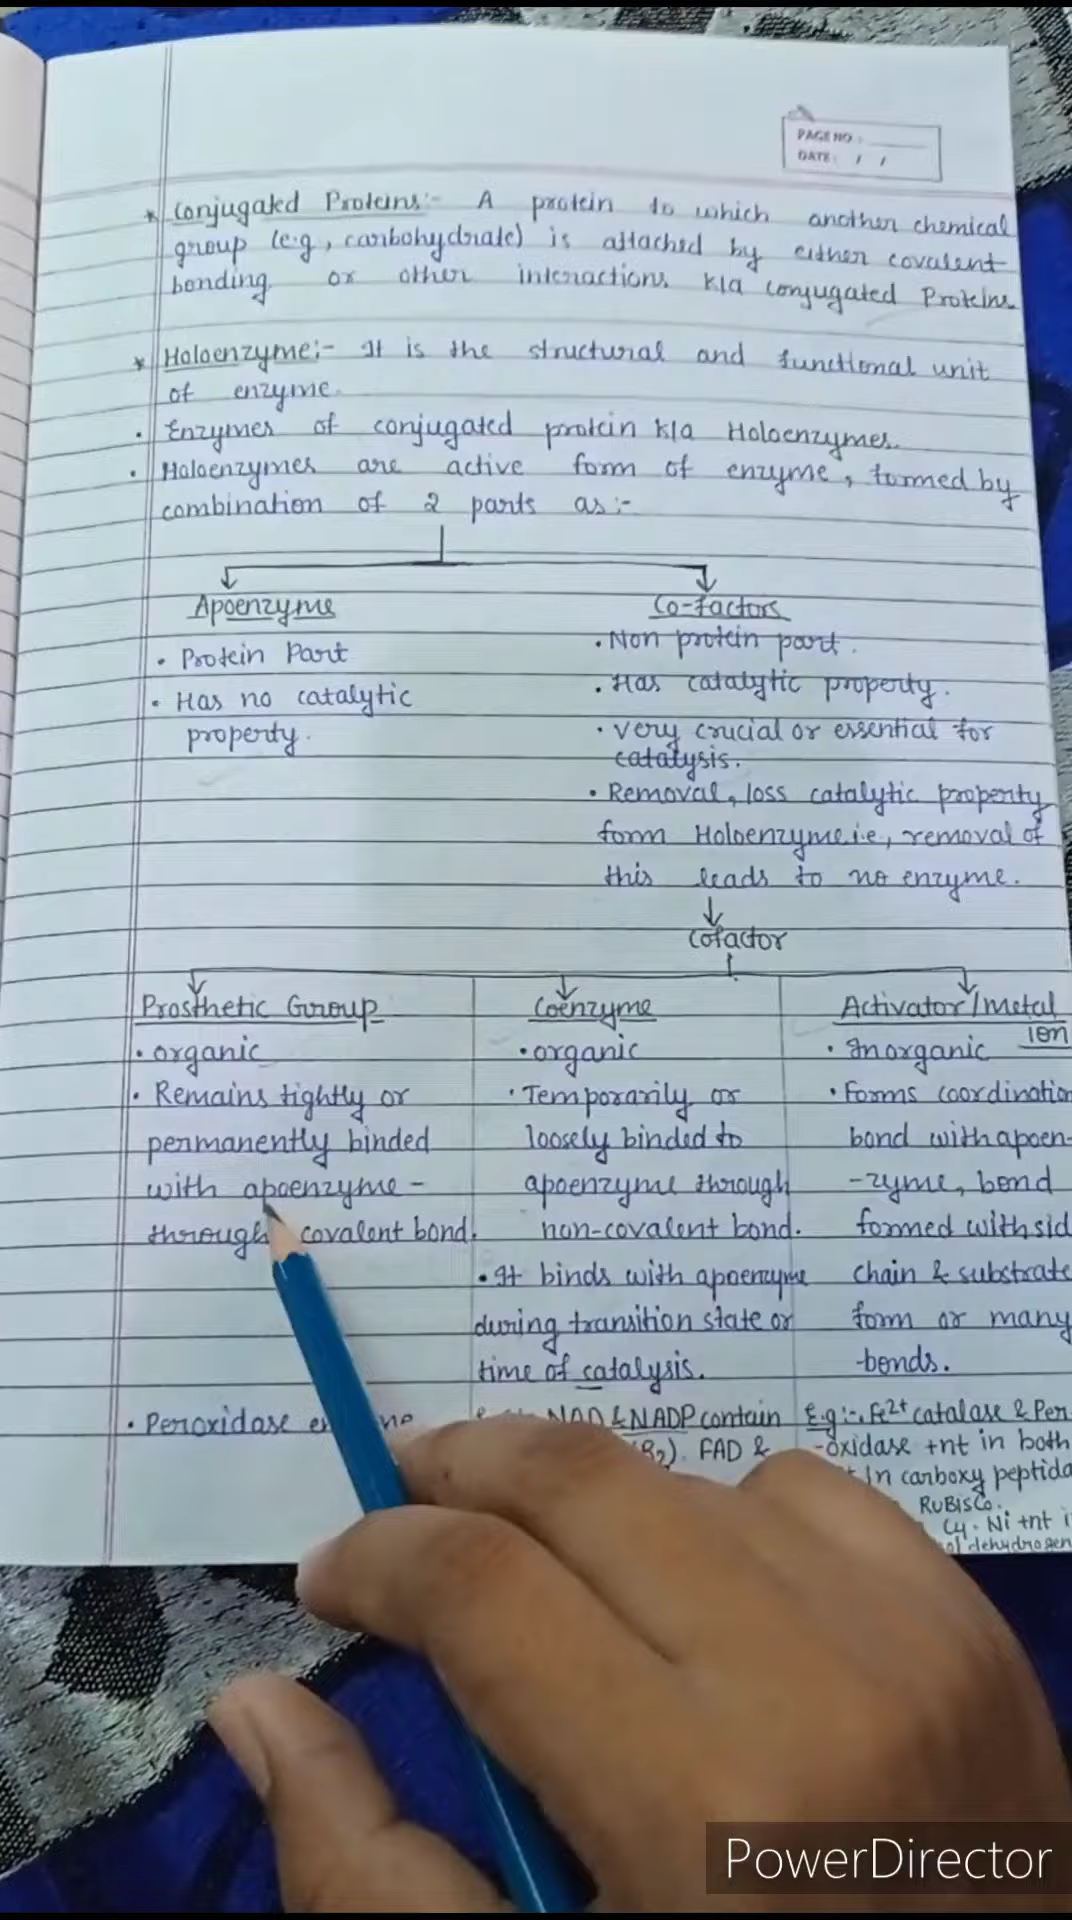 PAGE NO :
DATE : / /
* Conjugated Proteins:- A protein to which another chemical
group (e.g, carbohydrate) is attached by either covalent
bonding or other interactions k/a Conjugated Proteins
* Holoenzyme:- It is the structural and functional unit
of enzyme.
· Enzymes of conjugated protein k/a Holoenzymes.
· Holoenzymes are active form of enzyme, formed by
combination of 2 parts as:-
Apoenzyme
· Protein Part
· Has no catalytic
property.
Co-factors
· Non protein part.
· Has catalytic property.
· very crucial or essential for
catalysis.
· Removal, loss catalytic property
form Holoenzyme i.e, removal of
this leads to no enzyme.
Cofactor
Prosthetic Group
· organic
· Remains tightly or
permanently binded
with apoenzyme-
through covalent bond.
· Peroxidase
Coenzyme
· organic
· Temporarily or
loosely binded to
apoenzyme through
non-covalent bond.
· It binds with apoenzyme
during transition state or
time of catalysis.
NAD & NADP contain
FAD &
Activator/metal
ion
· Inorganic
· Forms coordination
bond with apoen-
-zyme, bond
formed with sid
chain & substrate
form or many
-bonds.
E.g:-. Fe2+ catalase & Per-
-oxidase +nt in both
In carboxy peptida
RUBISCO.
Ni +nt i
dehydrogen
PowerDirector